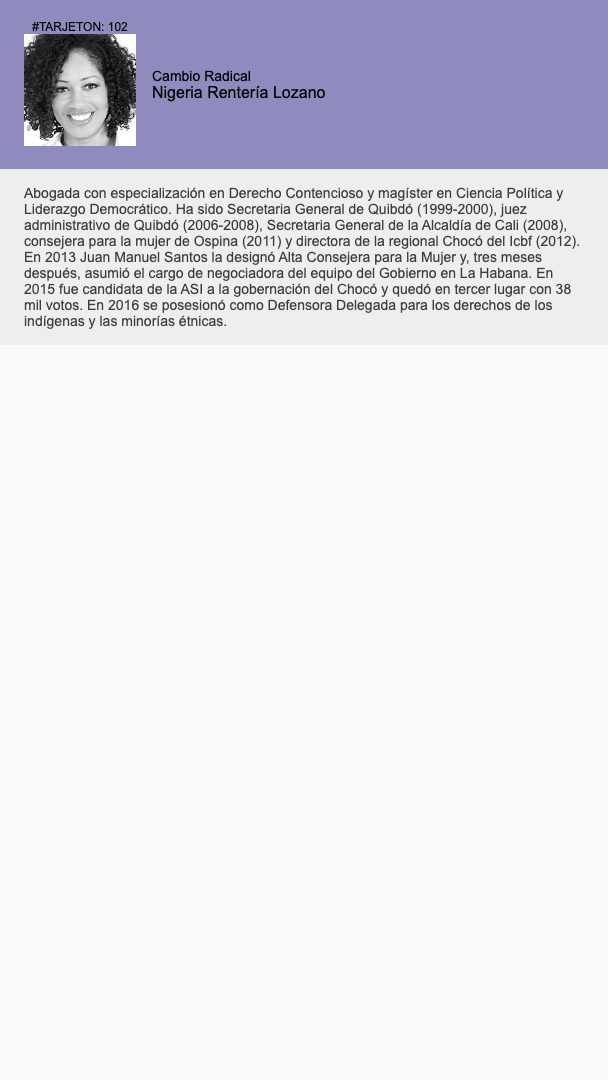 #TARJETON: 102
Cambio Radical
Nigeria Rentería Lozano
Abogada con especialización en Derecho Contencioso y magíster en Ciencia Política y
Liderazgo Democrático. Ha sido Secretaria General de Quibdó (1999-2000), juez
administrativo de Quibdó (2006-2008), Secretaria General de la Alcaldía de Cali (2008),
consejera para la mujer de Ospina (2011) y directora de la regional Chocó del Icbf (2012).
En 2013 Juan Manuel Santos la designó Alta Consejera para la Mujer y, tres meses
después, asumió el cargo de negociadora del equipo del Gobierno en La Habana. En
2015 fue candidata de la ASI a la gobernación del Chocó y quedó en tercer lugar con 38
mil votos. En 2016 se posesionó como Defensora Delegada para los derechos de los
indígenas y las minorías étnicas.